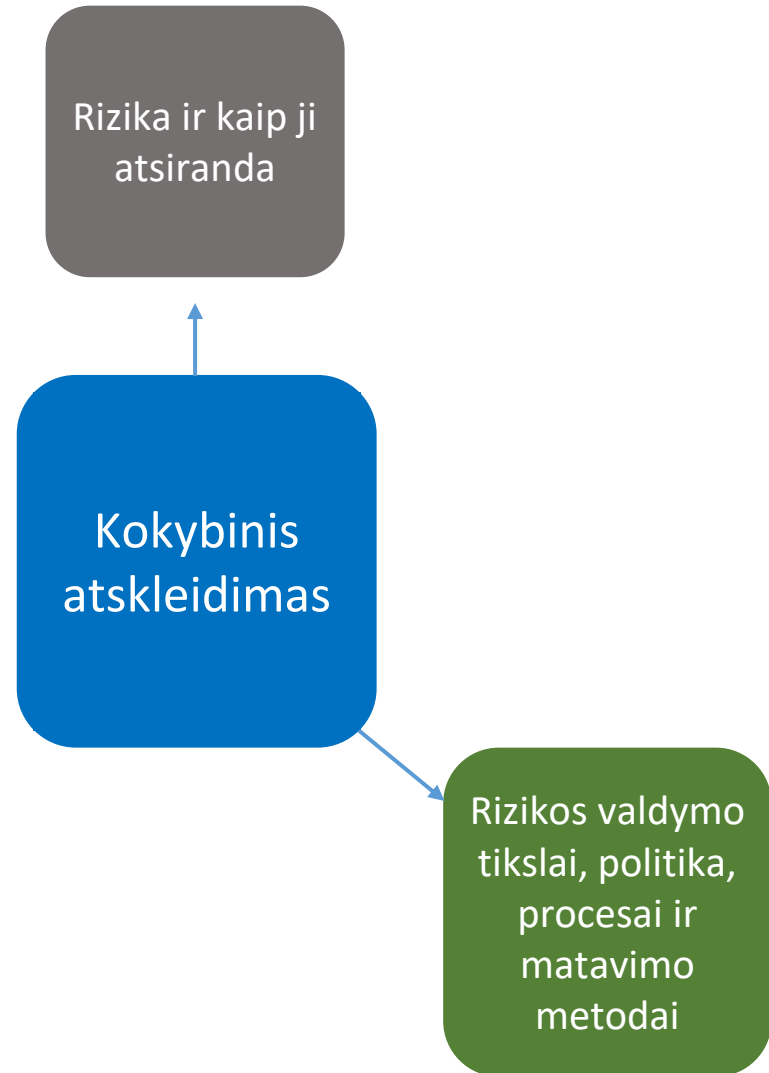 Rizika ir kaip ji
atsiranda
Kokybinis
atskleidimas
Rizikos valdymo
tikslai, politika,
procesai ir
matavimo
metodai